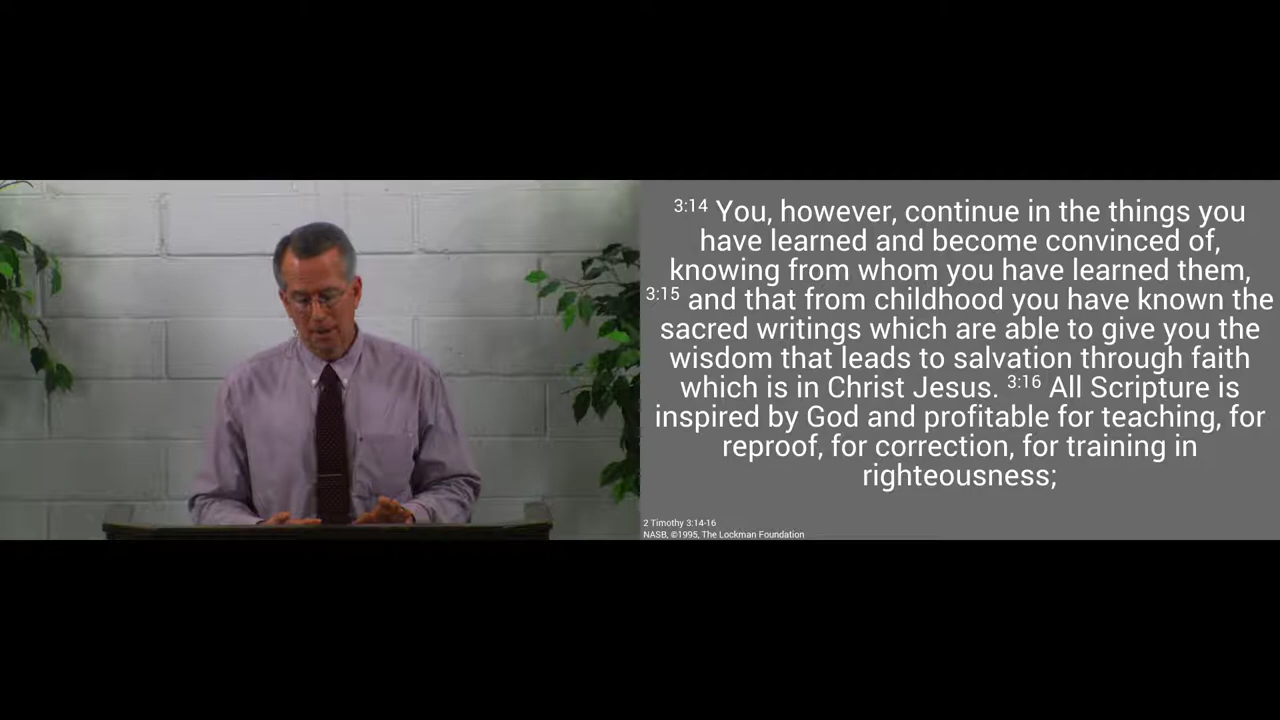 3:14 You, however, continue in the things you
have learned and become convinced of,
knowing from whom you have learned them,
3:15 and that from childhood you have known the
sacred writings which are able to give you the
wisdom that leads to salvation through faith
which is in Christ Jesus. 3:16 All Scripture is
inspired by God and profitable for teaching, for
reproof, for correction, for training in
righteousness;
2 Timothy 3:14-16
NASB, ©1995, The Lockman Foundation